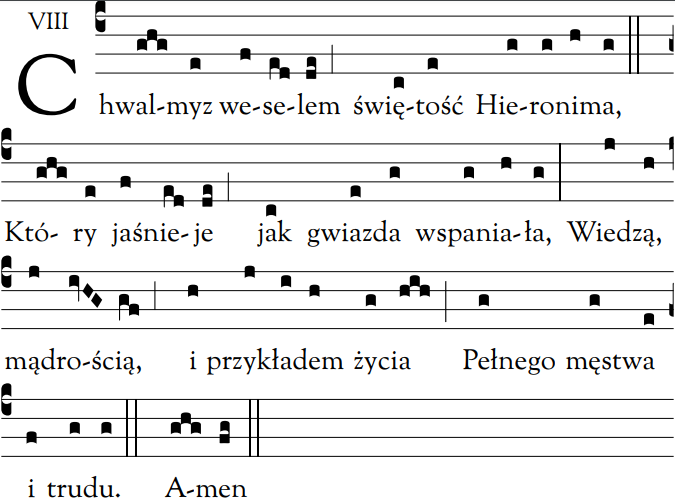 VIII
Chwal-myz we-se-lem świę-tość Hie-ronima,
Któ- ry jaśnie-je jak gwiazda wspania-ła, Wiedzą,
mądro-ścią, i przykładem życia Pełnego męstwa
i trudu. A-men